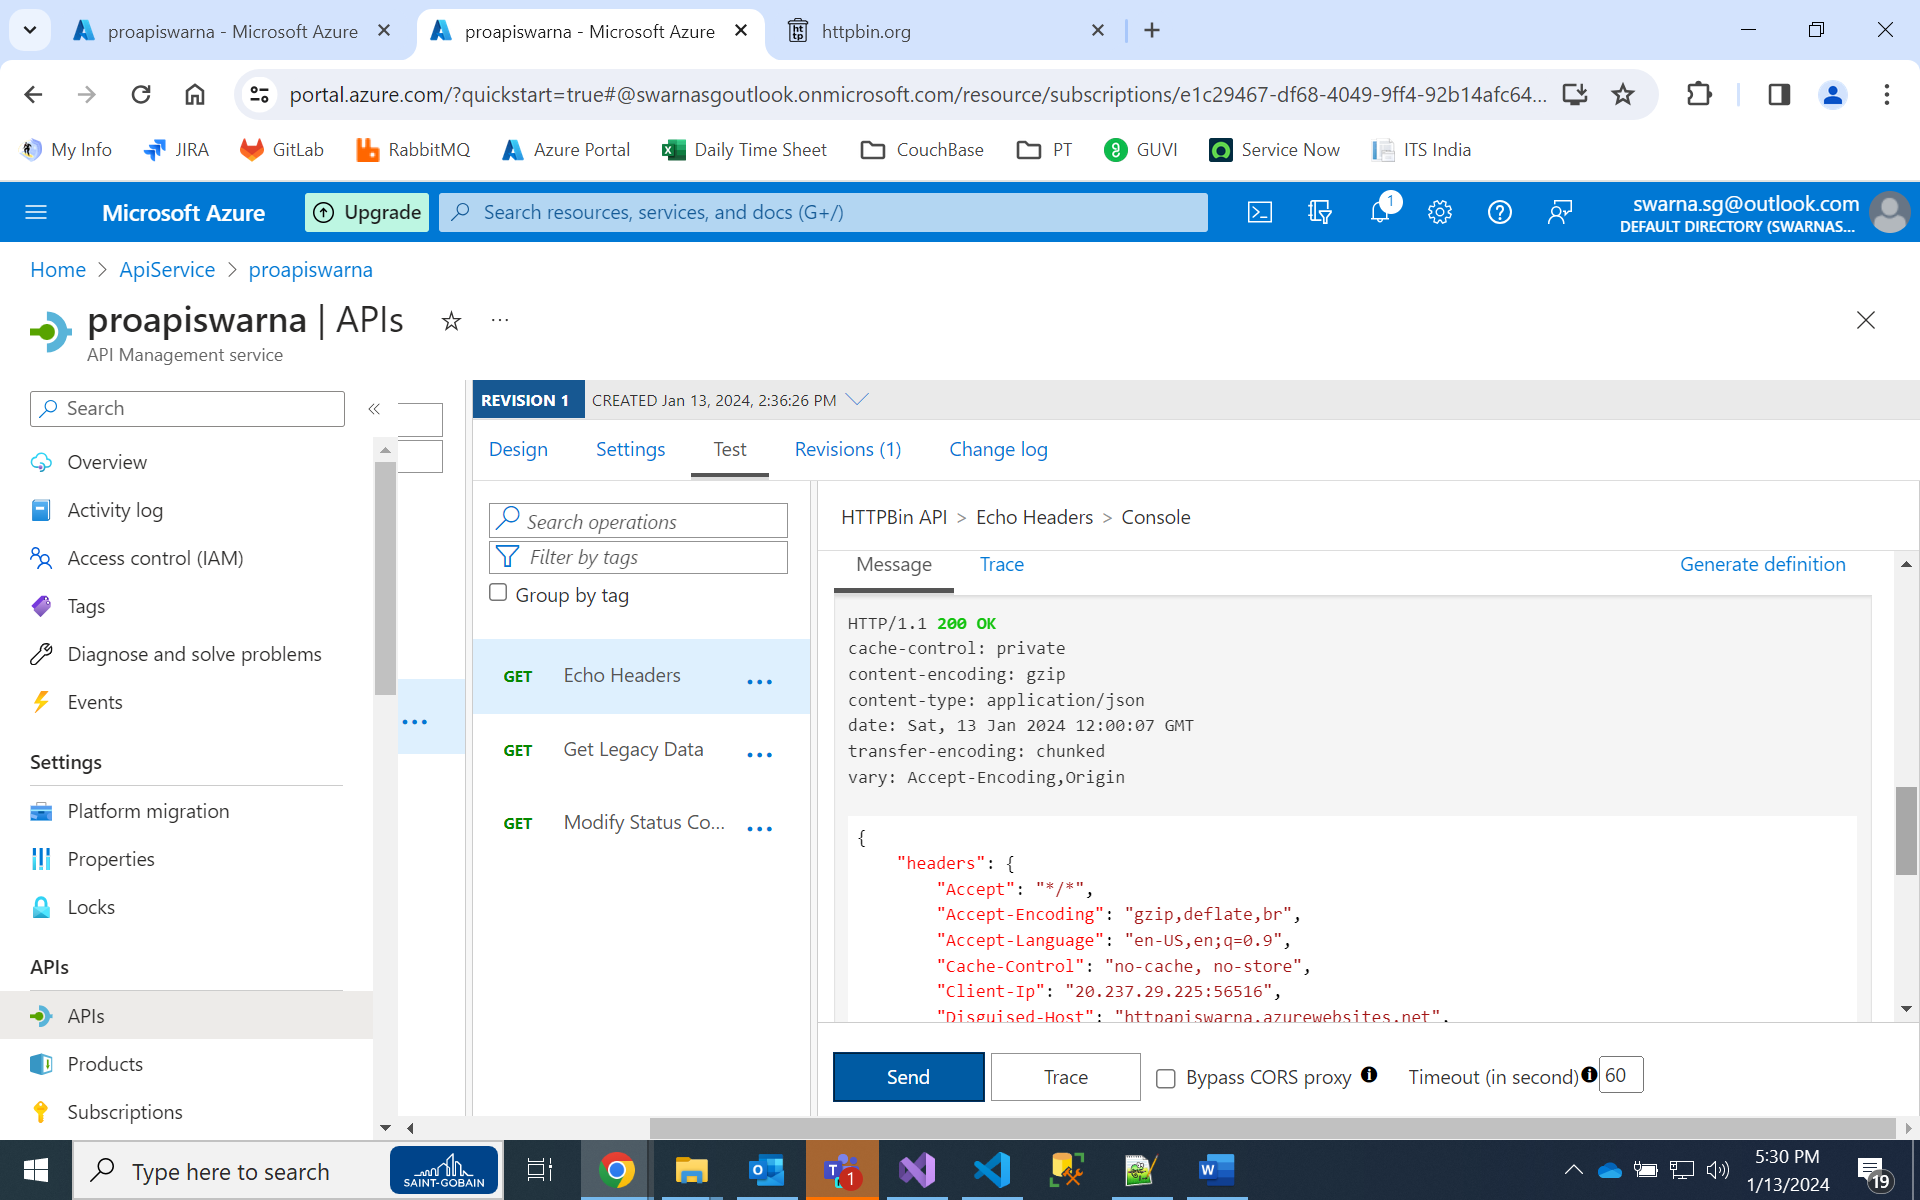 proapiswarna - Microsoft Azure
proapiswarna - Microsoft Azure
httpbin.org
portal.azure.com/?quickstart=true#@swarnasgoutlook.onmicrosoft.com/resource/subscriptions/e1c29467-df68-4049-9ff4-92b14afc64...
My Info
JIRA
GitLab
RabbitMQ
Azure Portal
Daily Time Sheet
CouchBase
PT
GUVI
Service Now
ITS India
Microsoft Azure
Upgrade
Search resources, services, and docs (G+/)
1
swarna.sg@outlook.com
DEFAULT DIRECTORY (SWARNAS...
Home > ApiService > proapiswarna
proapiswarna | APIs
API Management service
Search
Overview
Activity log
Access control (IAM)
Tags
Diagnose and solve problems
Events
Settings
Platform migration
Properties
Locks
APIs
APIs
Products
Subscriptions
REVISION 1
CREATED Jan 13, 2024, 2:36:26 PM
Design
Settings
Test
Revisions (1)
Change log
Search operations
Filter by tags
Group by tag
GET Echo Headers
GET Get Legacy Data
GET Modify Status Co...
HTTPBin API > Echo Headers > Console
Message
Trace
Generate definition
HTTP/1.1 200 OK
cache-control: private
content-encoding: gzip
content-type: application/json
date: Sat, 13 Jan 2024 12:00:07 GMT
transfer-encoding: chunked
vary: Accept-Encoding,Origin
{
"headers": {
"Accept": "*/*",
"Accept-Encoding": "gzip,deflate,br",
"Accept-Language": "en-US,en;q=0.9",
"Cache-Control": "no-cache, no-store",
"Client-Ip": "20.237.29.225:56516",
"Disguised-Host": "httpapiswarna.azurewebsites.net",
Send
Trace
Bypass CORS proxy
Timeout (in second)
60
Type here to search
SAINT-GOBAIN
1
5:30 PM
1/13/2024
19